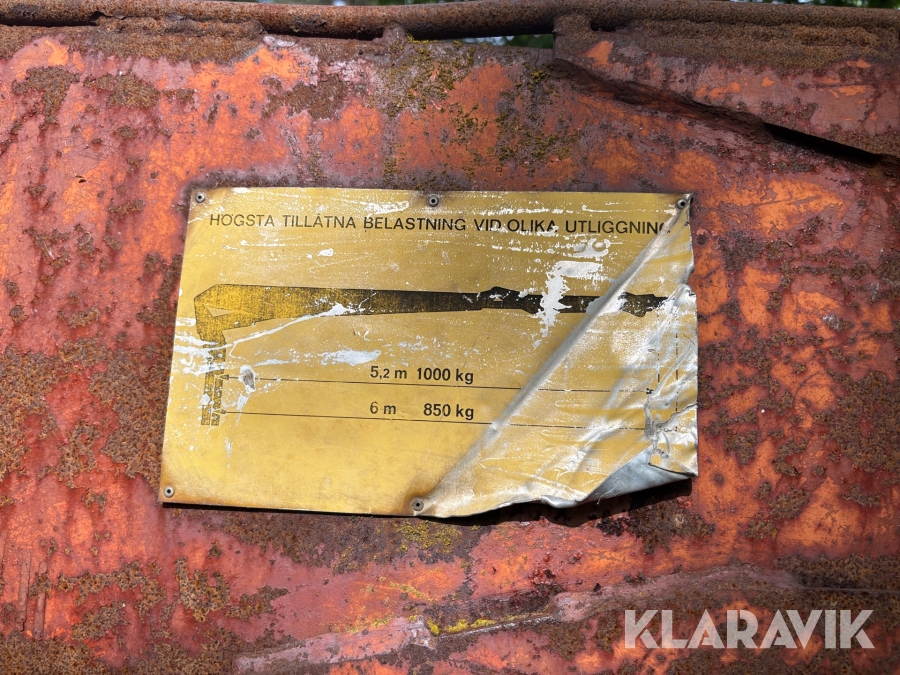 HÖGSTA TILLÅTNA BELASTNING VID OLIKA UTLIGGNING
5,2 m 1000 kg
6 m 850 kg
KLARAVIK